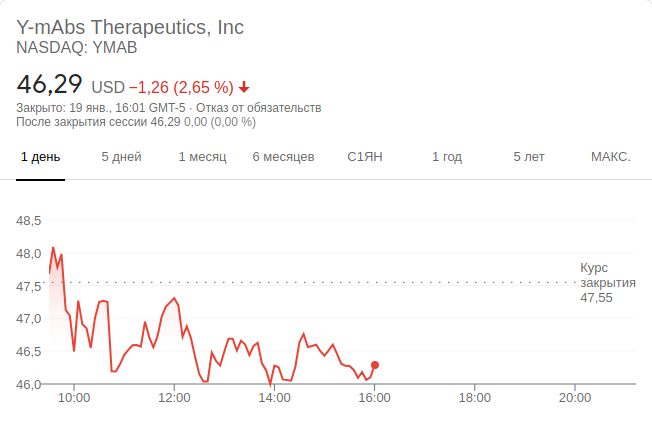 Y-mAbs Therapeutics, Inc
NASDAQ: YMAB
46,29 USD −1,26 (2,65 %)
Закрыто: 19 янв., 16:01 GMT-5 · Отказ от обязательств
После закрытия сессии 46,29 0,00 (0,00 %)
1 день 5 дней 1 месяц 6 месяцев С1ЯН 1 год 5 лет МАКС.
48,5
48,0
Курс
закрытия
47,55
47,5
47,0
46,5
46,0
10:00 12:00 14:00 16:00 18:00 20:00